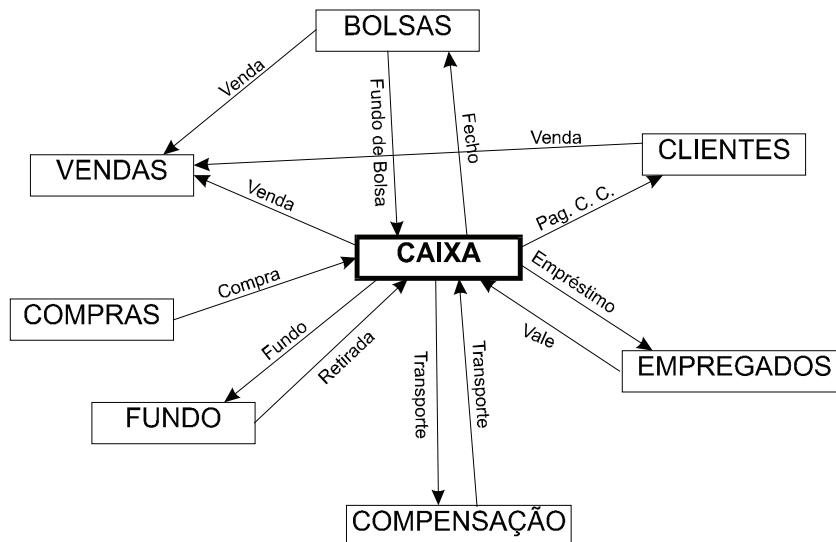 BOLSAS
Venda
Fundo de Bolsa
Fecho
Venda
CLIENTES
VENDAS
Venda
Pag. C. C.
CAIXA
Empréstimo
Compra
COMPRAS
Fundo
Retirada
Transporte
Transporte
Vale
EMPREGADOS
FUNDO
COMPENSAÇÃO